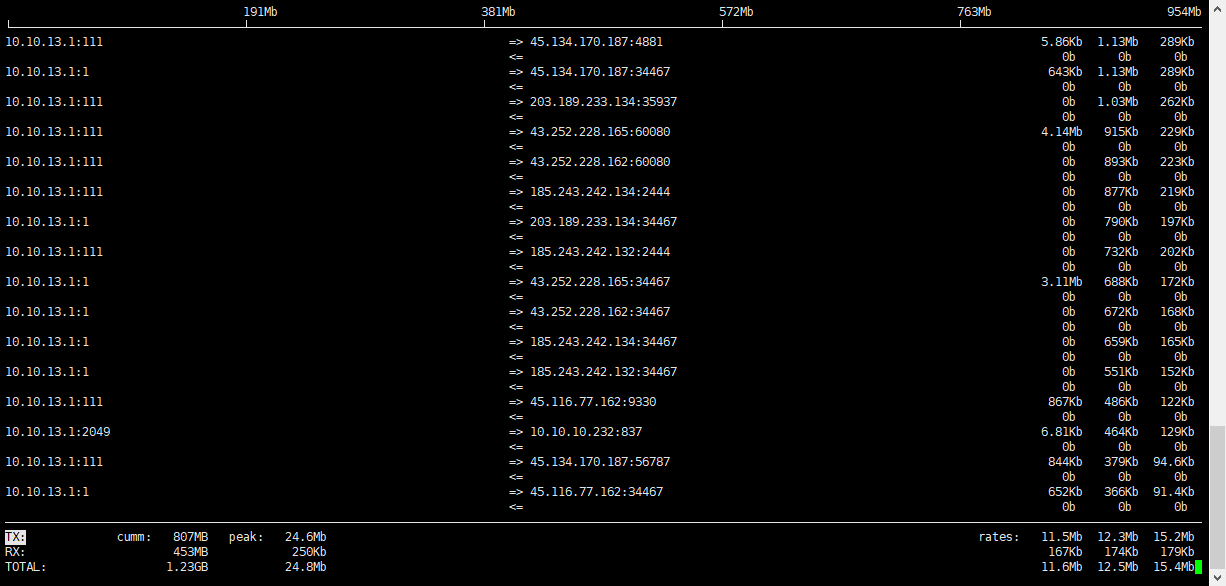 191Mb 381Mb 572Mb 763Mb 954Mb
10.10.13.1:111 => 45.134.170.187:4881 5.86Kb 1.13Mb 289Kb
<= 0b 0b 0b
10.10.13.1:1 => 45.134.170.187:34467 643Kb 1.13Mb 289Kb
<= 0b 0b 0b
10.10.13.1:111 => 203.189.233.134:35937 0b 1.03Mb 262Kb
<= 0b 0b 0b
10.10.13.1:111 => 43.252.228.165:60080 4.14Mb 915Kb 229Kb
<= 0b 0b 0b
10.10.13.1:111 => 43.252.228.162:60080 0b 893Kb 223Kb
<= 0b 0b 0b
10.10.13.1:111 => 185.243.242.134:2444 0b 877Kb 219Kb
<= 0b 0b 0b
10.10.13.1:1 => 203.189.233.134:34467 0b 790Kb 197Kb
<= 0b 0b 0b
10.10.13.1:111 => 185.243.242.132:2444 0b 732Kb 202Kb
<= 0b 0b 0b
10.10.13.1:1 => 43.252.228.165:34467 3.11Mb 688Kb 172Kb
<= 0b 0b 0b
10.10.13.1:1 => 43.252.228.162:34467 0b 672Kb 168Kb
<= 0b 0b 0b
10.10.13.1:1 => 185.243.242.134:34467 0b 659Kb 165Kb
<= 0b 0b 0b
10.10.13.1:1 => 185.243.242.132:34467 0b 551Kb 152Kb
<= 0b 0b 0b
10.10.13.1:111 => 45.116.77.162:9330 867Kb 486Kb 122Kb
<= 0b 0b 0b
10.10.13.1:2049 => 10.10.10.232:837 6.81Kb 464Kb 129Kb
<= 0b 0b 0b
10.10.13.1:111 => 45.134.170.187:56787 844Kb 379Kb 94.6Kb
<= 0b 0b 0b
10.10.13.1:1 => 45.116.77.162:34467 652Kb 366Kb 91.4Kb
<= 0b 0b 0b
TX: cumm: 807MB peak: 24.6Mb rates: 11.5Mb 12.3Mb 15.2Mb
RX: 453MB 250Kb 167Kb 174Kb 179Kb
TOTAL: 1.23GB 24.8Mb 11.6Mb 12.5Mb 15.4Mb